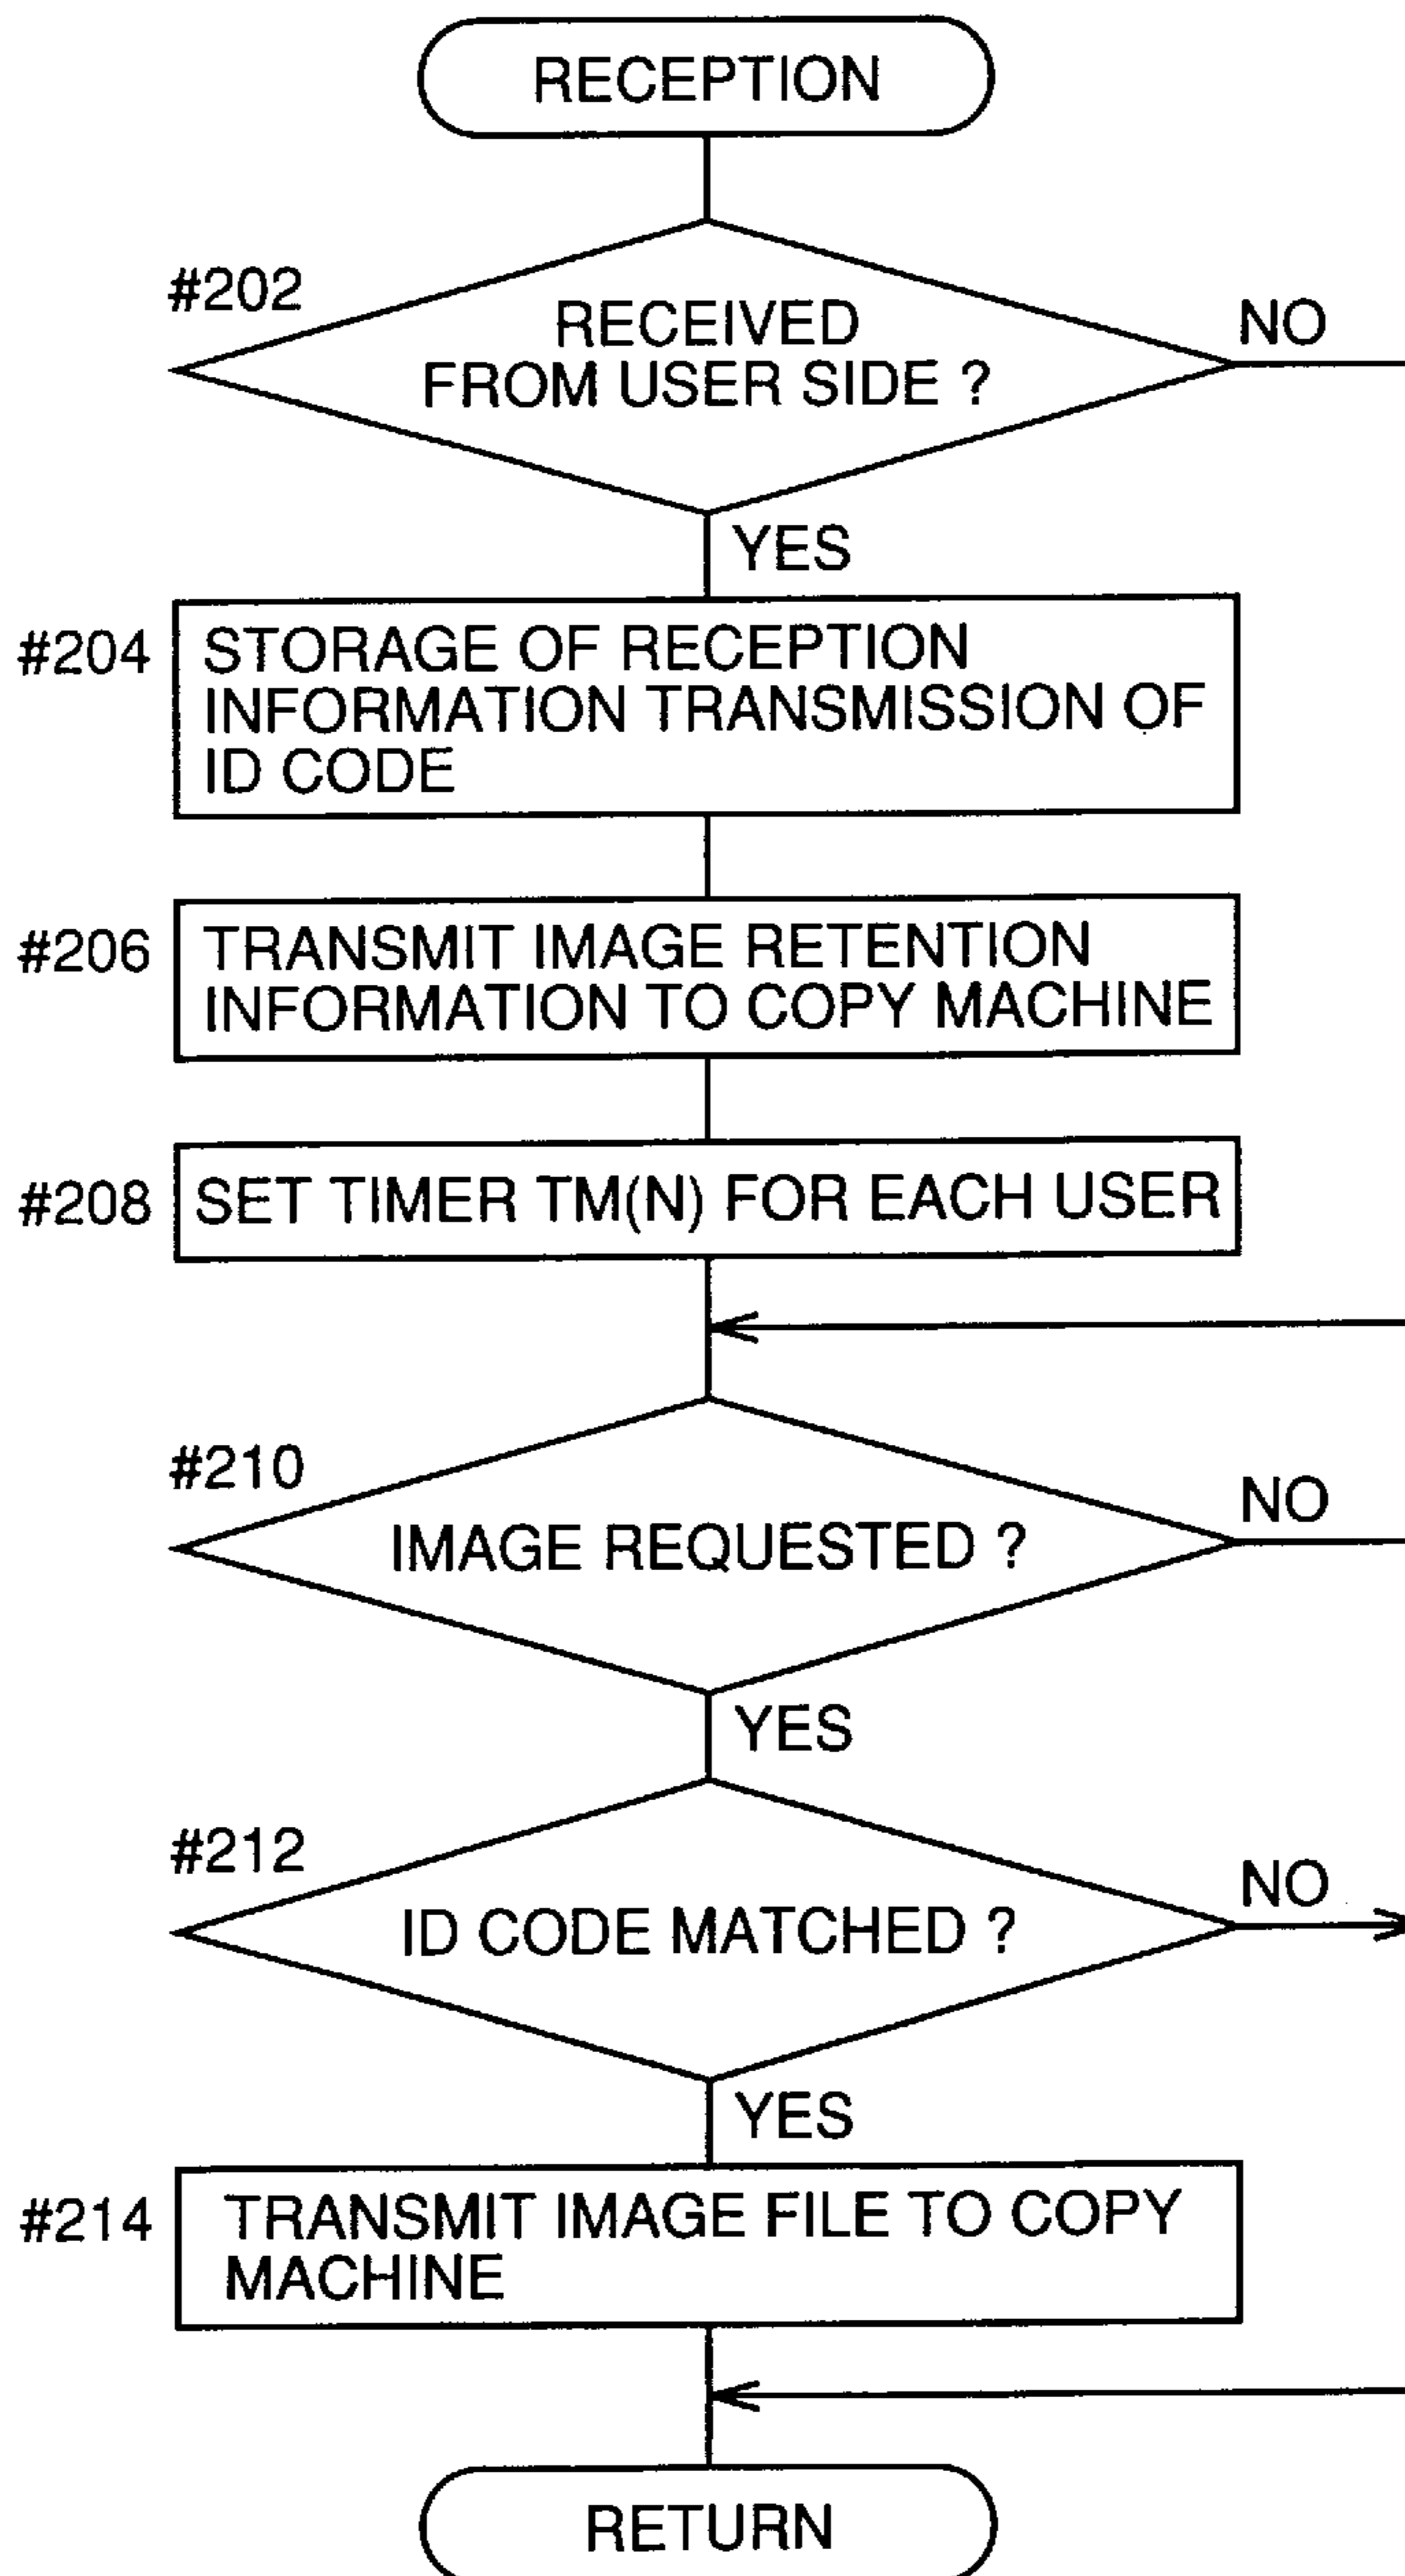 RECEPTION
#202
RECEIVED
FROM USER SIDE ?
NO
YES
#204
STORAGE OF RECEPTION
INFORMATION TRANSMISSION OF
ID CODE
#206
TRANSMIT IMAGE RETENTION
INFORMATION TO COPY MACHINE
#208
SET TIMER TM(N) FOR EACH USER
#210
IMAGE REQUESTED ?
NO
YES
#212
ID CODE MATCHED ?
NO
YES
#214
TRANSMIT IMAGE FILE TO COPY
MACHINE
RETURN